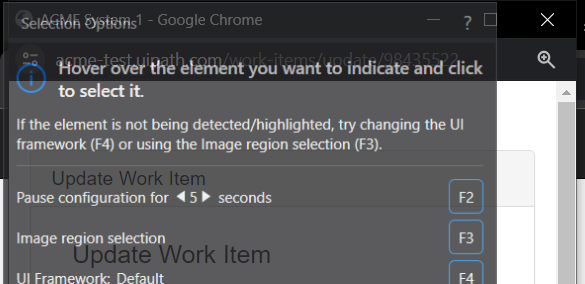 ACME System 1 - Google Chrome
Selection Options
?
acme-test.uipath.com/work-items/update/98435522
Hover over the element you want to indicate and click
to select it.
If the element is not being detected/highlighted, try changing the UI
framework (F4) or using the Image region selection (F3).
Update Work Item
Pause configuration for 5 seconds
F2
Image region selection
F3
Update Work Item
UI Framework: Default
F4